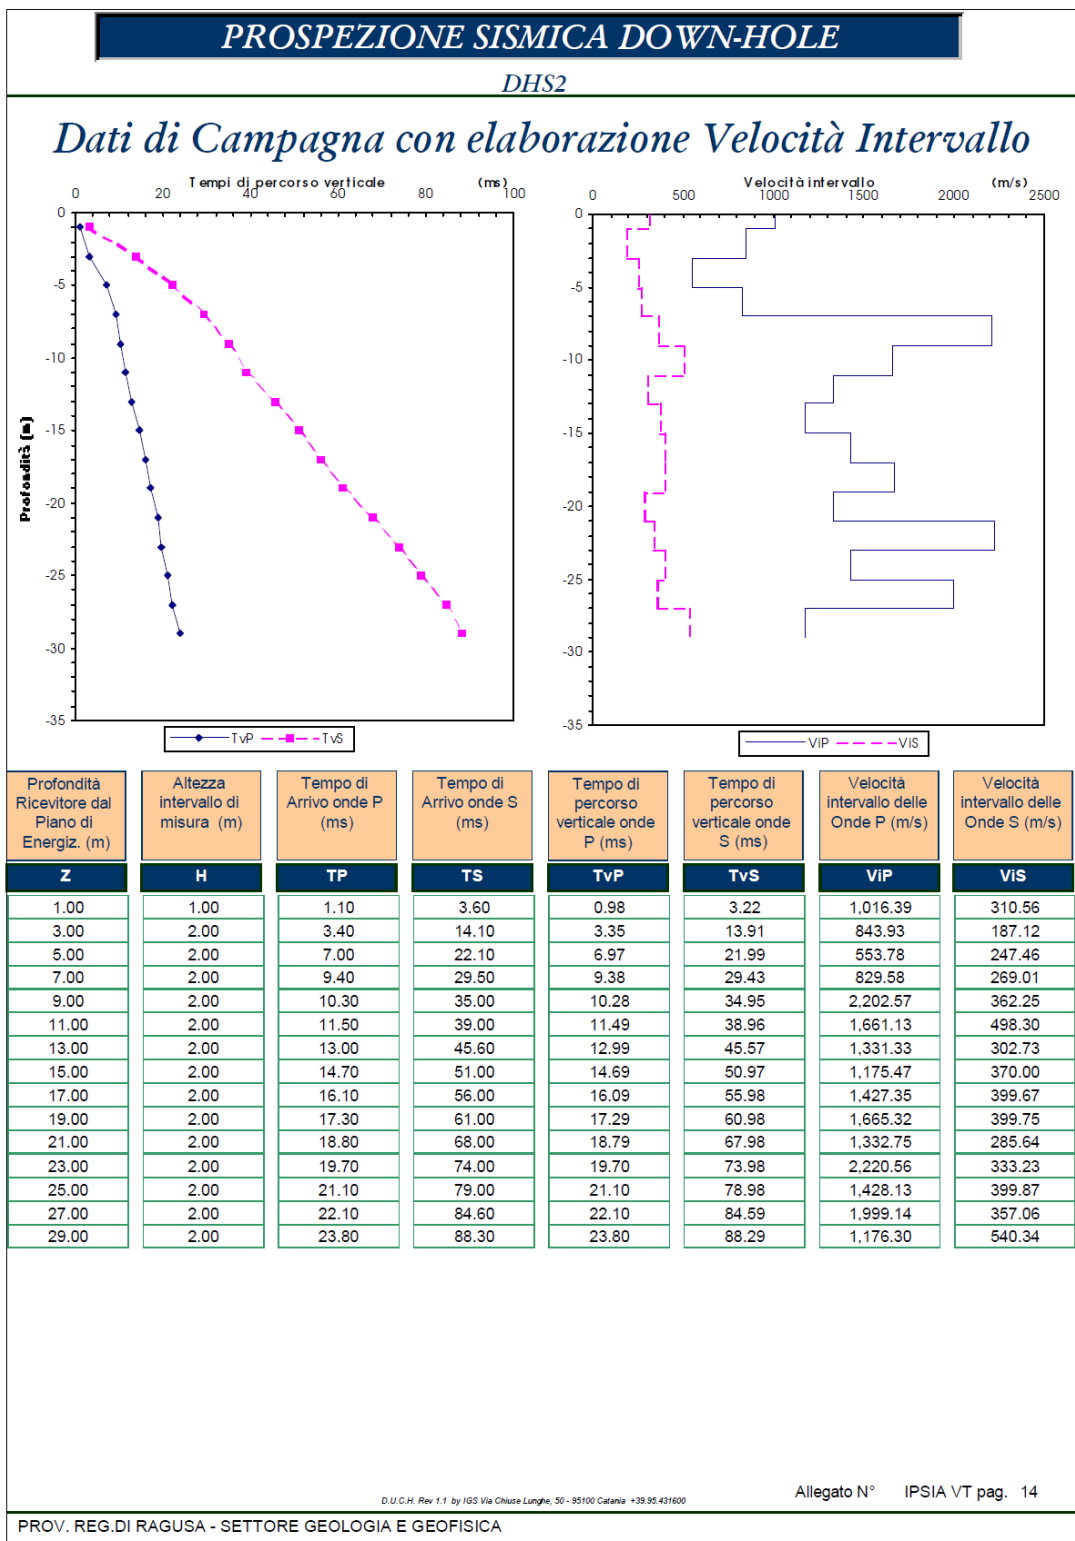 PROSPEZIONE SISMICA DOWN-HOLE
DHS2
Dati di Campagna con elaborazione Velocità Intervallo
Tempi di percorso verticale (ms)
0 20 40 60 80 100
0
-5
-10
-15
-20
-25
-30
-35
Profondità (m)
TvP TvS
Velocità intervallo (m/s)
0 500 1000 1500 2000 2500
0
-5
-10
-15
-20
-25
-30
-35
ViP ViS
Profondità Ricevitore dal Piano di Energiz. (m) Altezza intervallo di misura (m) Tempo di Arrivo onde P (ms) Tempo di Arrivo onde S (ms) Tempo di percorso verticale onde P (ms) Tempo di percorso verticale onde S (ms) Velocità intervallo delle Onde P (m/s) Velocità intervallo delle Onde S (m/s)
Z H TP TS TvP TvS ViP ViS
1.00 1.00 1.10 3.60 0.98 3.22 1,016.39 310.56
3.00 2.00 3.40 14.10 3.35 13.91 843.93 187.12
5.00 2.00 7.00 22.10 6.97 21.99 553.78 247.46
7.00 2.00 9.40 29.50 9.38 29.43 829.58 269.01
9.00 2.00 10.30 35.00 10.28 34.95 2,202.57 362.25
11.00 2.00 11.50 39.00 11.49 38.96 1,661.13 498.30
13.00 2.00 13.00 45.60 12.99 45.57 1,331.33 302.73
15.00 2.00 14.70 51.00 14.69 50.97 1,175.47 370.00
17.00 2.00 16.10 56.00 16.09 55.98 1,427.35 399.67
19.00 2.00 17.30 61.00 17.29 60.98 1,665.32 399.75
21.00 2.00 18.80 68.00 18.79 67.98 1,332.75 285.64
23.00 2.00 19.70 74.00 19.70 73.98 2,220.56 333.23
25.00 2.00 21.10 79.00 21.10 78.98 1,428.13 399.87
27.00 2.00 22.10 84.60 22.10 84.59 1,999.14 357.06
29.00 2.00 23.80 88.30 23.80 88.29 1,176.30 540.34
Allegato N° IPSIA VT pag. 14
D.U.C.H. Rev 1.1 by IGS Via Chiuse Lunghe, 50 - 95100 Catania +39.95.431600
PROV. REG.DI RAGUSA - SETTORE GEOLOGIA E GEOFISICA